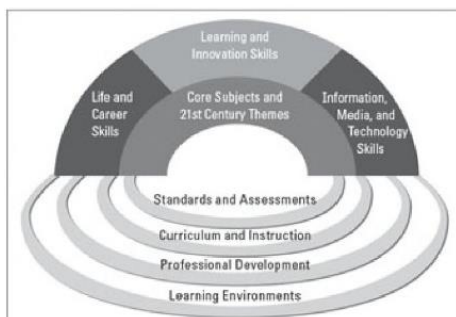 Learning and
Innovation Skills
Life and
Career
Skills
Core Subjects and
21st Century Themes
Information,
Media, and
Technology
Skills
Standards and Assessments
Curriculum and Instruction
Professional Development
Learning Environments